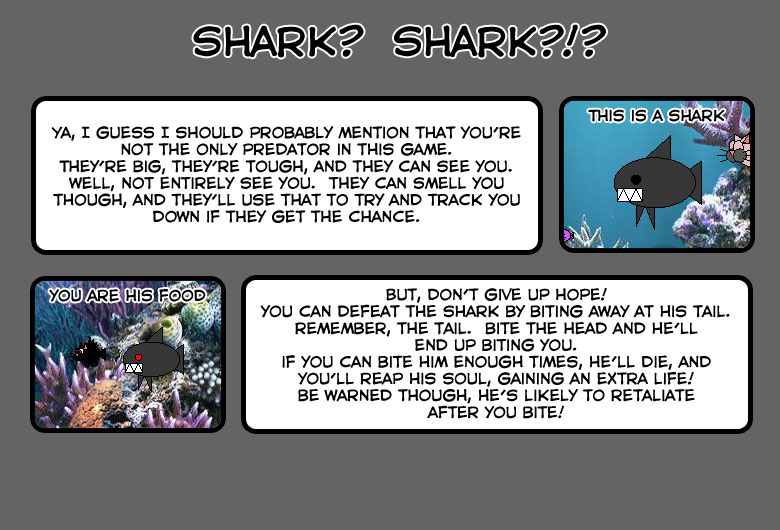 SHARK? SHARK?!?
YA, I GUESS I SHOULD PROBABLY MENTION THAT YOU'RE
NOT THE ONLY PREDATOR IN THIS GAME.
THEY'RE BIG, THEY'RE TOUGH, AND THEY CAN SEE YOU.
WELL, NOT ENTIRELY SEE YOU. THEY CAN SMELL YOU
THOUGH, AND THEY'LL USE THAT TO TRY AND TRACK YOU
DOWN IF THEY GET THE CHANCE.
THIS IS A SHARK
YOU ARE HIS FOOD
BUT, DON'T GIVE UP HOPE!
YOU CAN DEFEAT THE SHARK BY BITING AWAY AT HIS TAIL.
REMEMBER, THE TAIL. BITE THE HEAD AND HE'LL
END UP BITING YOU.
IF YOU CAN BITE HIM ENOUGH TIMES, HE'LL DIE, AND
YOU'LL REAP HIS SOUL, GAINING AN EXTRA LIFE!
BE WARNED THOUGH, HE'S LIKELY TO RETALIATE
AFTER YOU BITE!